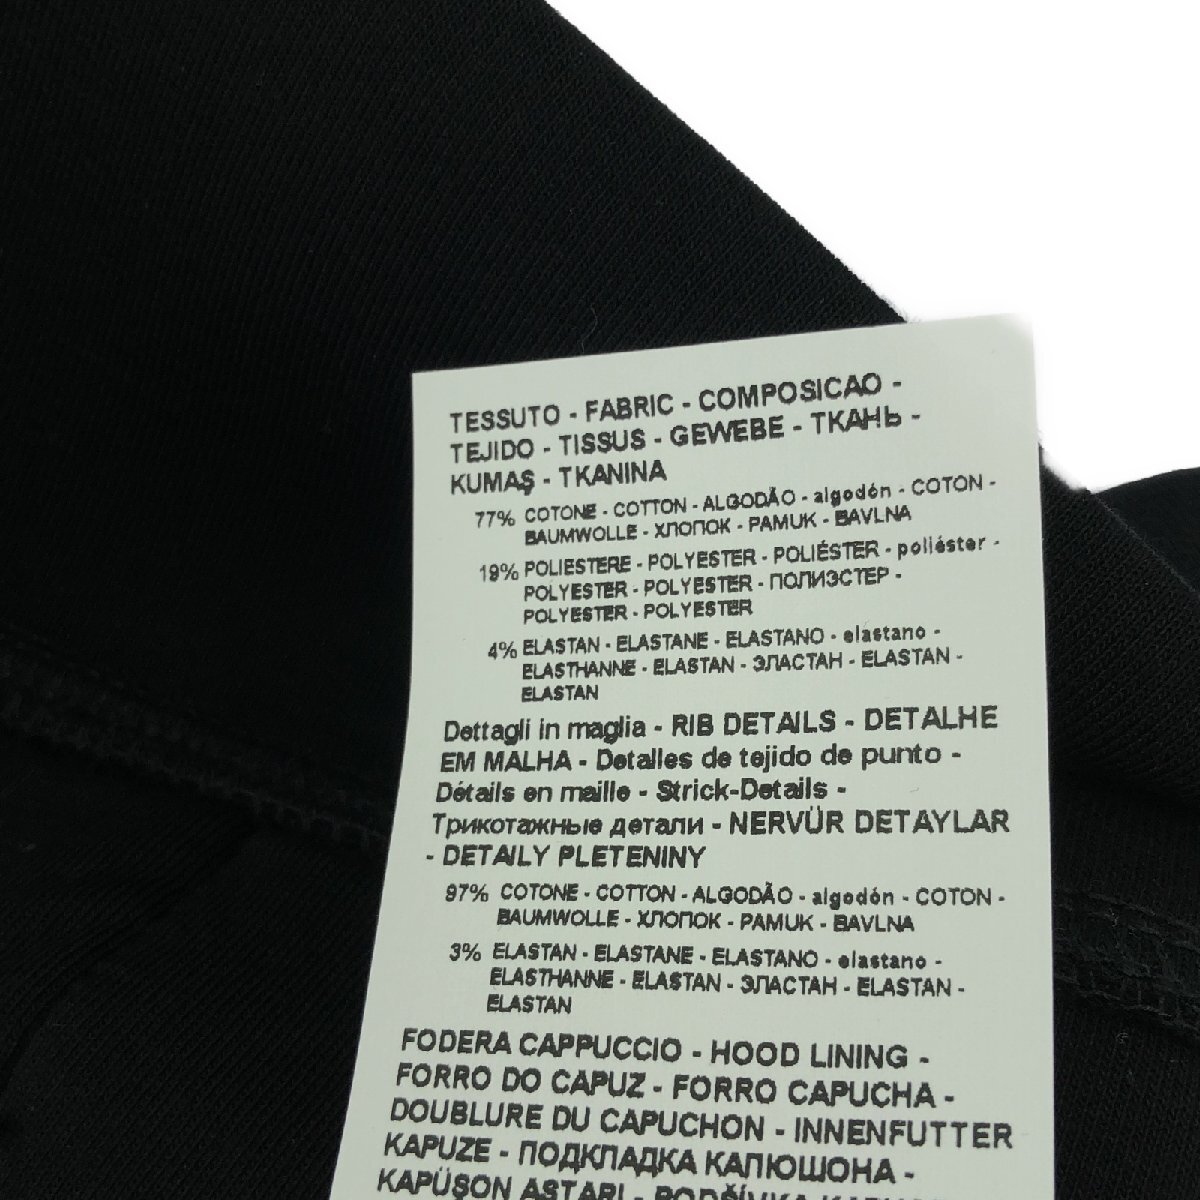 TESSUTO - FABRIC - COMPOSICAO -
TEJIDO - TISSUS - GEWEBE - ТКАНЬ -
KUMAŞ - TKANINA
77% COTONE - COTTON - ALGODÃO - algodón - COTON -
BAUMWOLLE - ХЛОПОК - PAMUK - BAVLNA
19% POLIESTERE - POLYESTER - POLIÉSTER - poliéster -
POLYESTER - POLYESTER - ПОЛИЭСТЕР -
POLYESTER - POLYESTER
4% ELASTAN - ELASTANE - ELASTANO - elastano -
ELASTHANNE - ELASTAN - ЭЛАСТАН - ELASTAN -
ELASTAN
Dettagli in maglia - RIB DETAILS - DETALHE
EM MALHA - Detalles de tejido de punto -
Détails en maille - Strick-Details -
Трикотажные детали - NERVÜR DETAYLAR
- DETAILY PLETENINY
97% COTONE - COTTON - ALGODÃO - algodón - COTON -
BAUMWOLLE - ХЛОПОК - PAMUK - BAVLNA
3% ELASTAN - ELASTANE - ELASTANO - elastano -
ELASTHANNE - ELASTAN - ЭЛАСТАН - ELASTAN -
ELASTAN
FODERA CAPPUCCIO - HOOD LINING -
FORRO DO CAPUZ - FORRO CAPUCHA -
DOUBLURE DU CAPUCHON - INNENFUTTER
KAPUZE - ПОДКЛАДКА КАПЮШОНА -
KAPÜŞON ASTARI - PODŠÍVKA